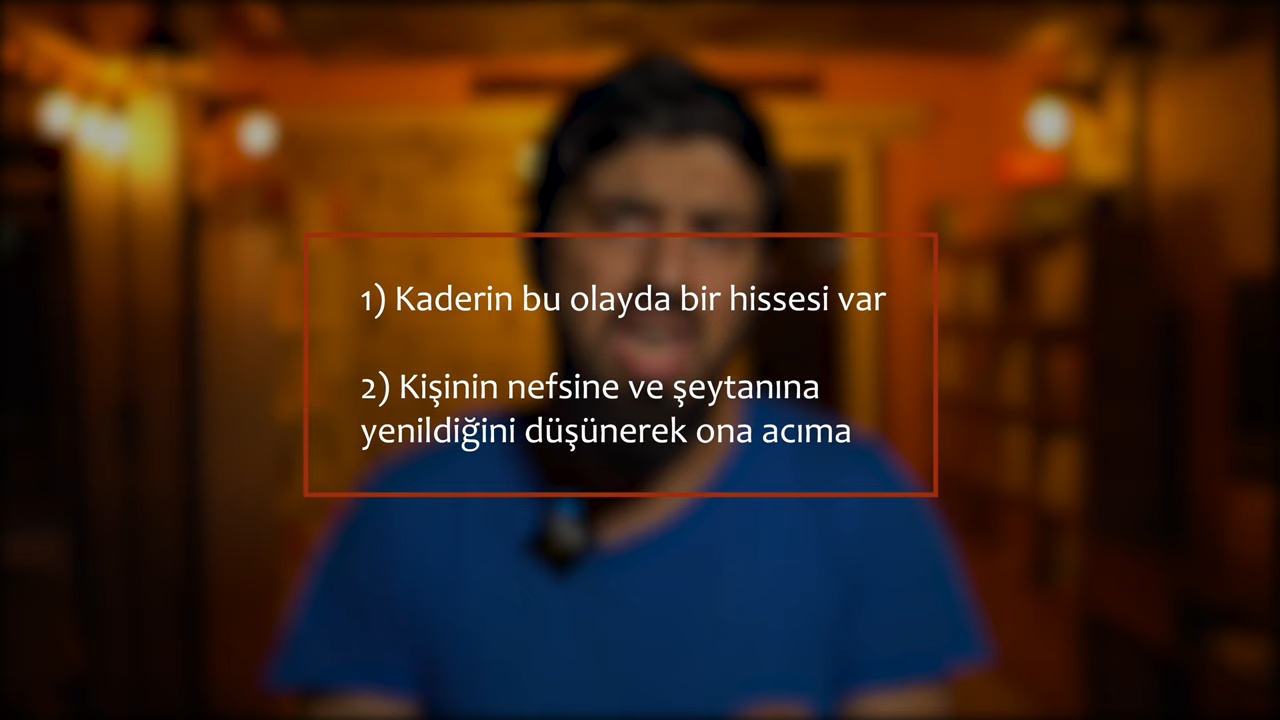 1) Kaderin bu olayda bir hissesi var
2) Kişinin nefsine ve şeytanına
yenildiğini düşünerek ona acıma